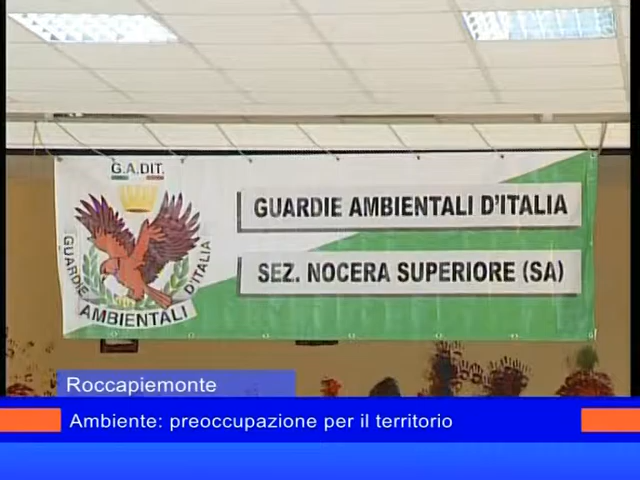 G.A.DIT.
GUARDIE AMBIENTALI D'ITALIA
SEZ. NOCERA SUPERIORE (SA)
GUARDIE
D'ITALIA
AMBIENTALI
Roccapiemonte
Ambiente: preoccupazione per il territorio